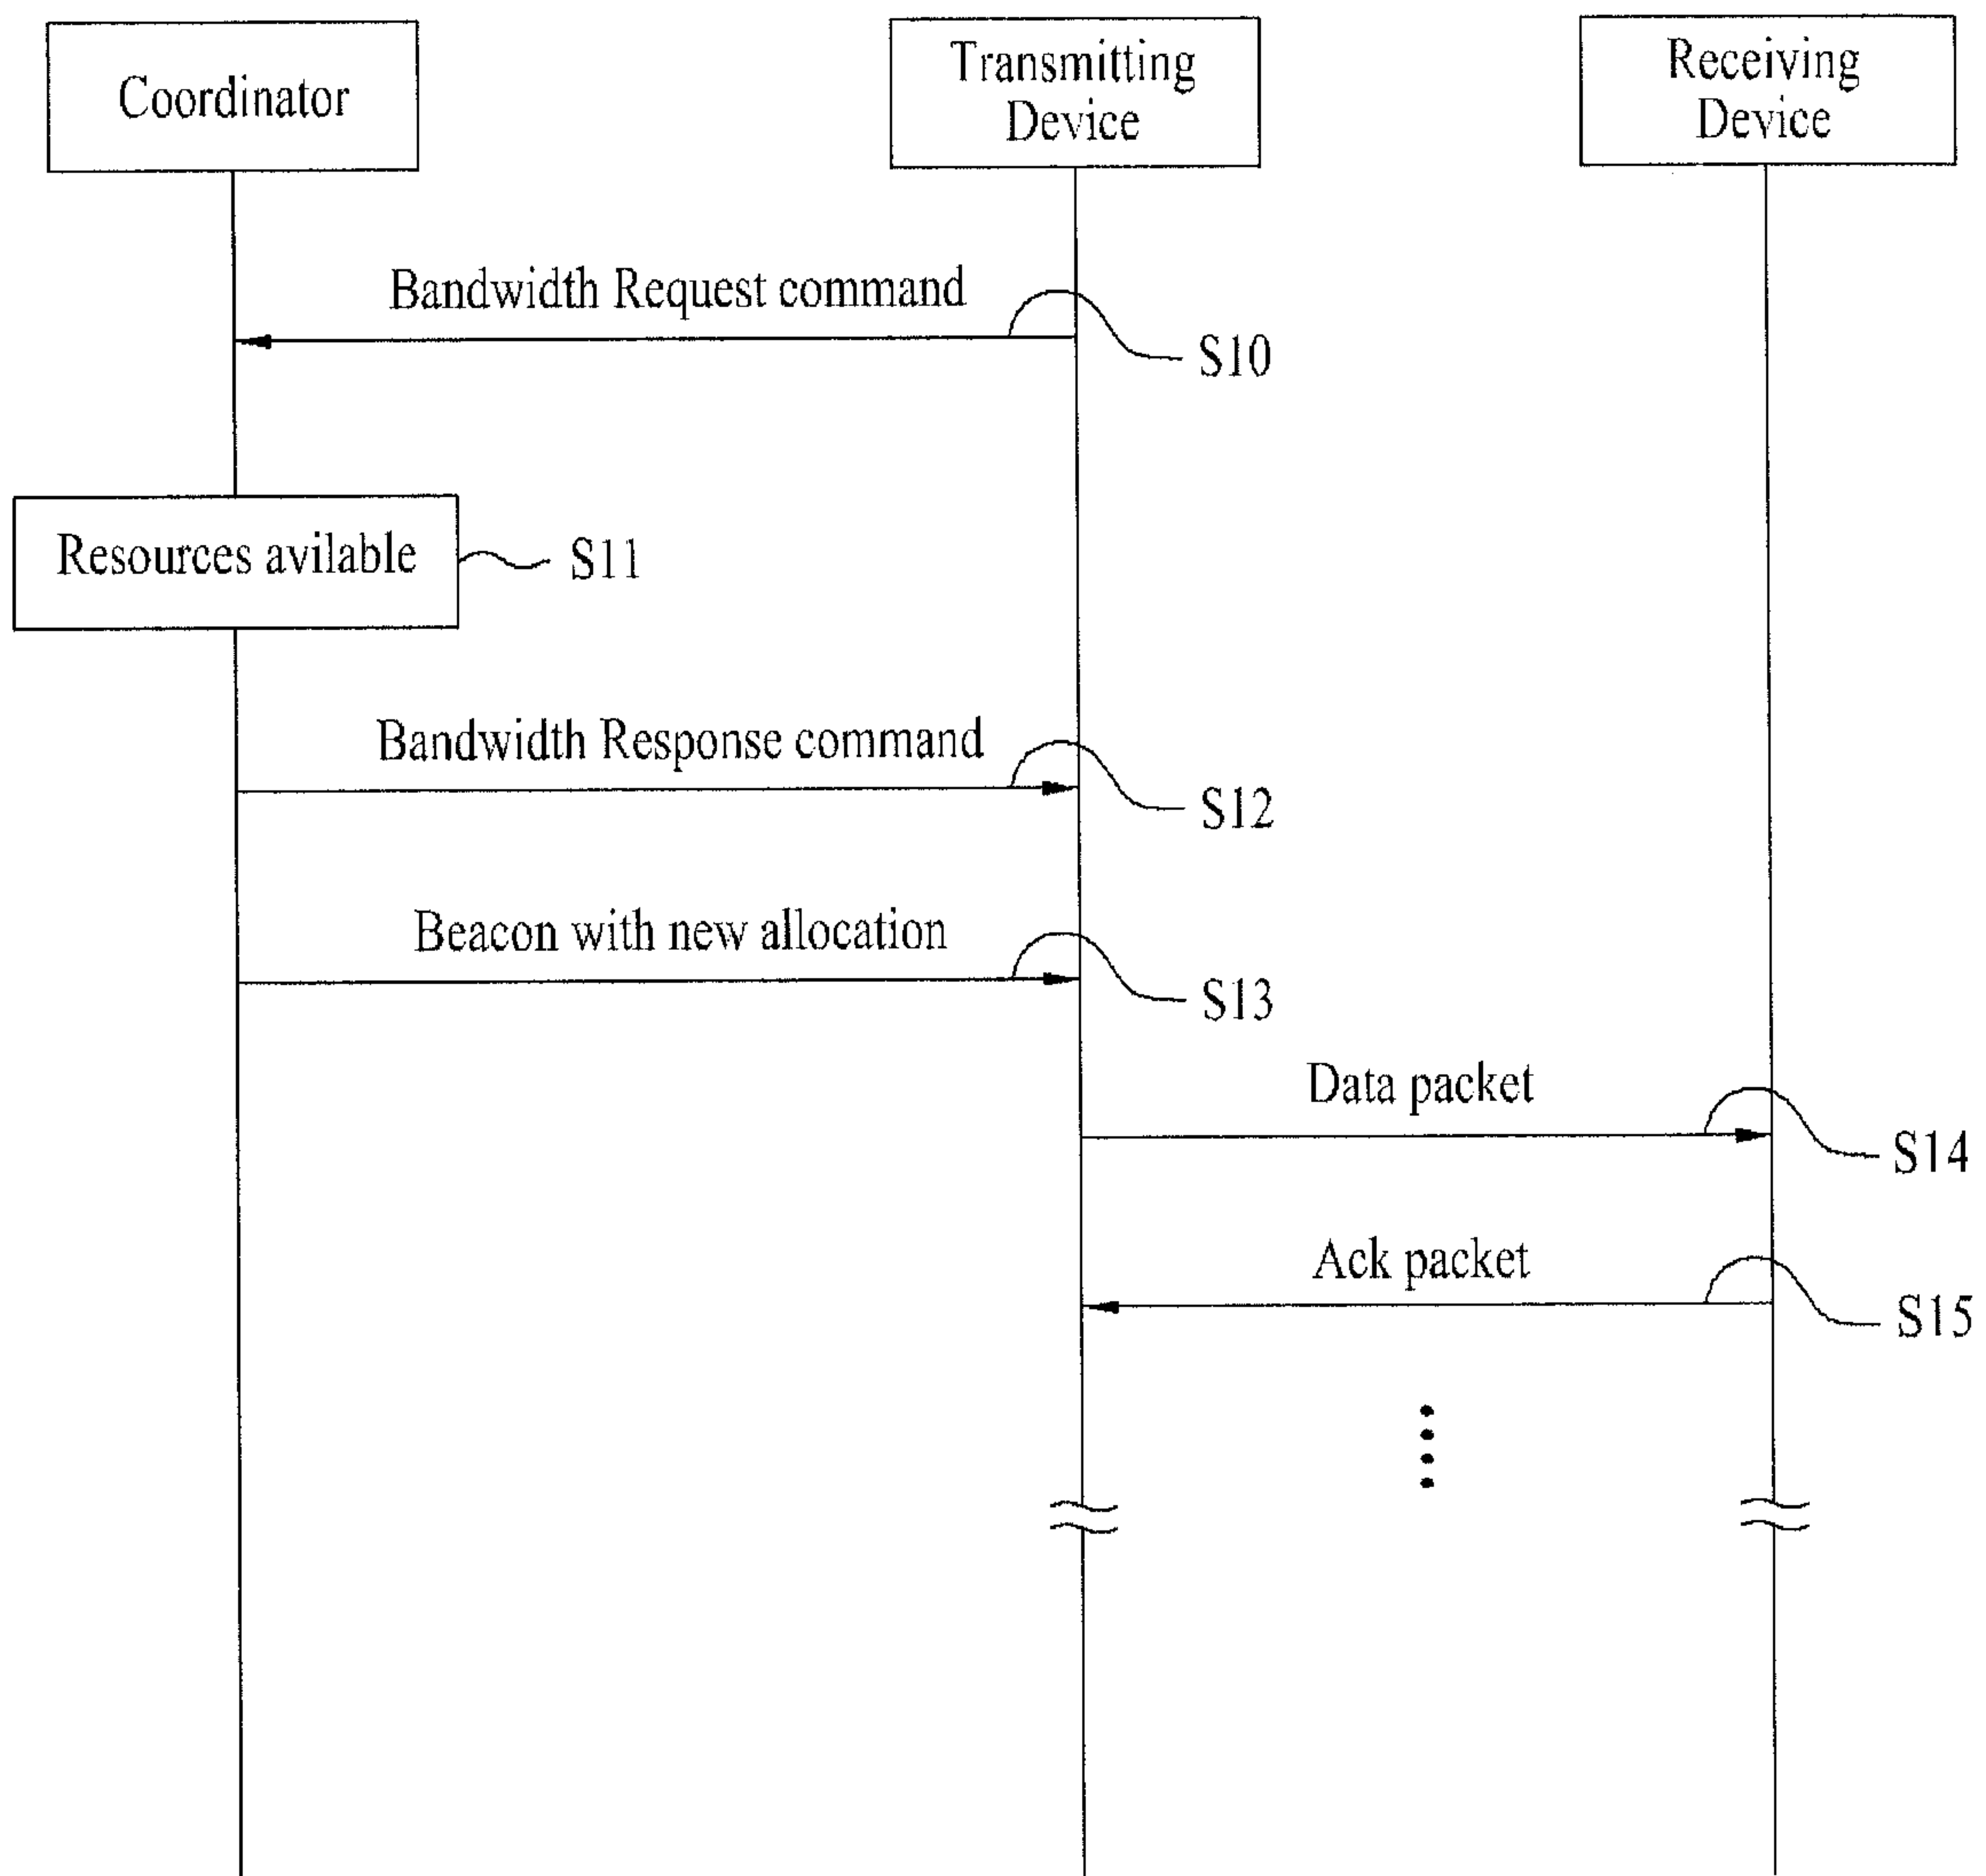 Coordinator
Transmitting
Device
Receiving
Device
Bandwidth Request command
S10
Resources avilable
S11
Bandwidth Response command
S12
Beacon with new allocation
S13
Data packet
S14
Ack packet
S15